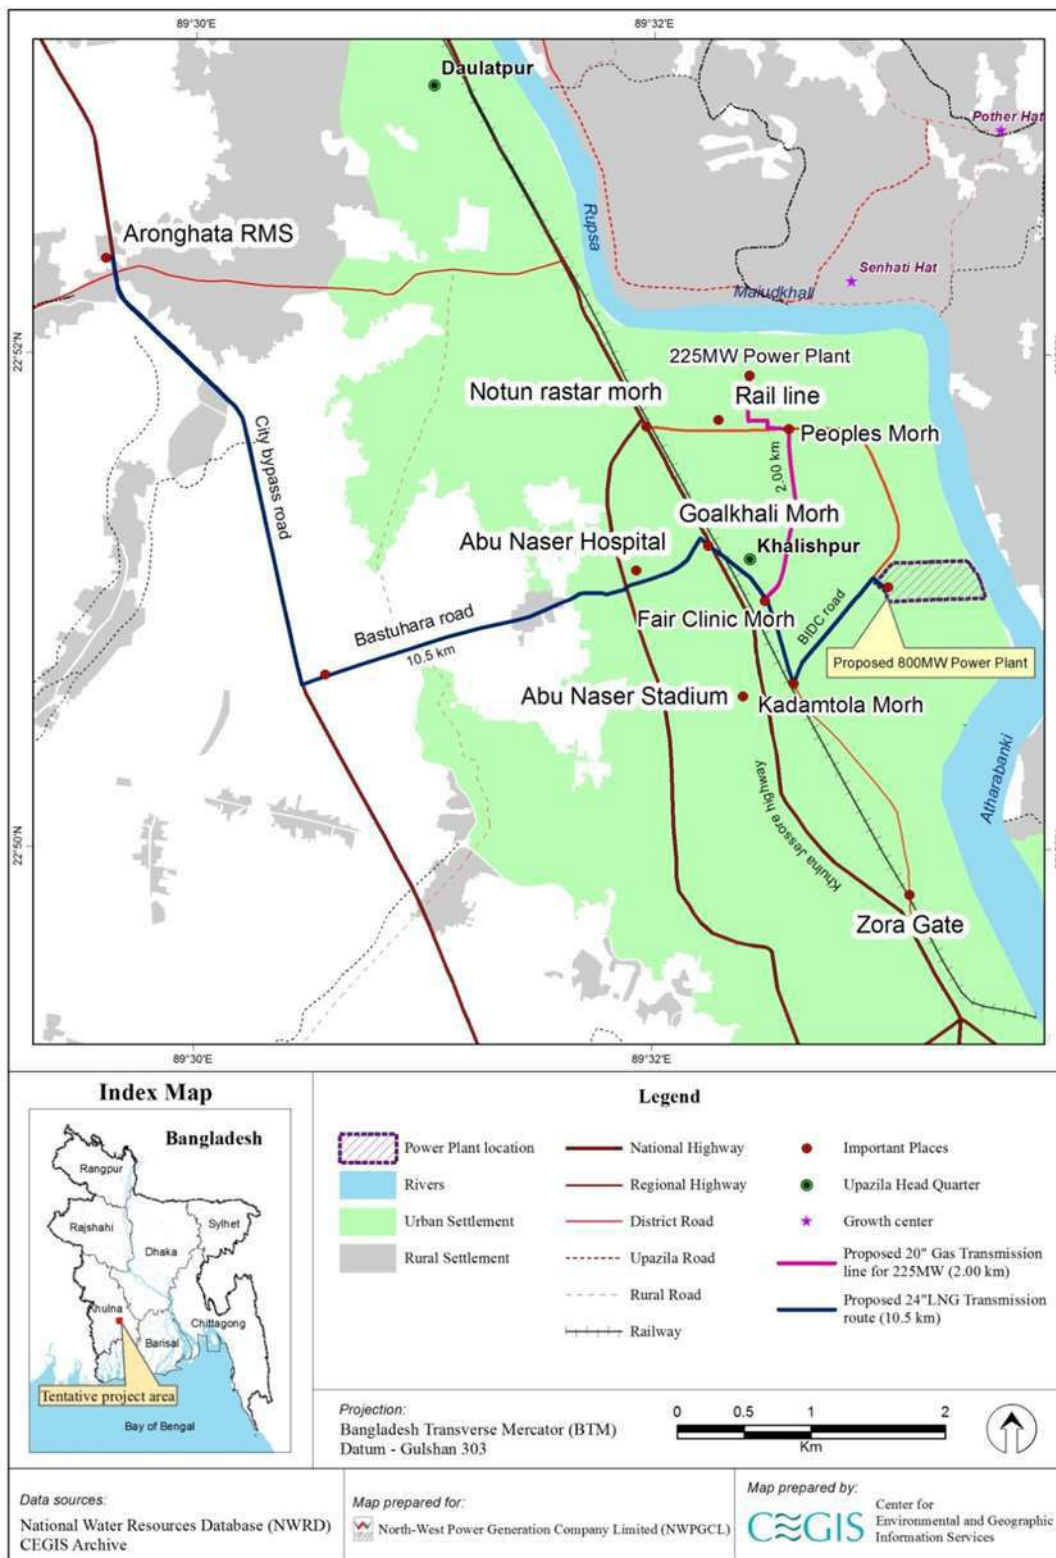 89°30'E
89°32'E
Daulatpur
Pother Hat
Aronghata RMS
Rupsa
Senhati Hat
Majudkhali
22°52'N
225MW Power Plant
Rail line
Notun rastar morh
Peoples Morh
2.00 km
City bypass road
Goalkhali Morh
Abu Naser Hospital
Khalishpur
Bastuhara road
10.5 km
Fair Clinic Morh
BIDC road
Proposed 800MW Power Plant
Abu Naser Stadium
Kadamtola Morh
Atharabanki
22°50'N
Khulna Jessore highway
Zora Gate
89°30'E
89°32'E
Index Map
Bangladesh
Rangpur
Rajshahi
Sylhet
Dhaka
Khulna
Chittagong
Barisal
Tentative project area
Bay of Bengal
Legend
Power Plant location
Rivers
Urban Settlement
Rural Settlement
National Highway
Regional Highway
District Road
Upazila Road
Rural Road
Railway
Important Places
Upazila Head Quarter
Growth center
Proposed 20" Gas Transmission
line for 225MW (2.00 km)
Proposed 24"LNG Transmission
route (10.5 km)
Projection:
Bangladesh Transverse Mercator (BTM)
Datum - Gulshan 303
0 0.5 1 2
Km
Data sources:
National Water Resources Database (NWRD)
CEGIS Archive
Map prepared for:
North-West Power Generation Company Limited (NWPGCL)
Map prepared by:
CEGIS
Center for
Environmental and Geographic
Information Services